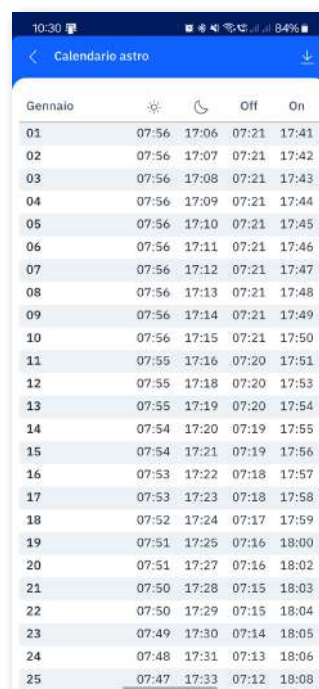 10:30 84%
Calendario astro
Gennaio Off On
01 07:56 17:06 07:21 17:41
02 07:56 17:07 07:21 17:42
03 07:56 17:08 07:21 17:43
04 07:56 17:09 07:21 17:44
05 07:56 17:10 07:21 17:45
06 07:56 17:11 07:21 17:46
07 07:56 17:12 07:21 17:47
08 07:56 17:13 07:21 17:48
09 07:56 17:14 07:21 17:49
10 07:56 17:15 07:21 17:50
11 07:55 17:16 07:20 17:51
12 07:55 17:18 07:20 17:53
13 07:55 17:19 07:20 17:54
14 07:54 17:20 07:19 17:55
15 07:54 17:21 07:19 17:56
16 07:53 17:22 07:18 17:57
17 07:53 17:23 07:18 17:58
18 07:52 17:24 07:17 17:59
19 07:51 17:25 07:16 18:00
20 07:51 17:27 07:16 18:02
21 07:50 17:28 07:15 18:03
22 07:50 17:29 07:15 18:04
23 07:49 17:30 07:14 18:05
24 07:48 17:31 07:13 18:06
25 07:47 17:33 07:12 18:08